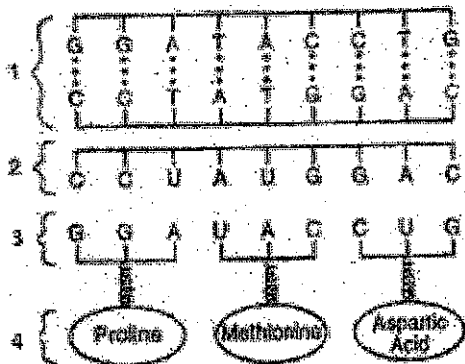 G G A T A C C T G
1
C C T A T G G A C
2
C C U A U G G A C
3 G G A U A C C U G
4 Proline Methionine Aspartic
Acid